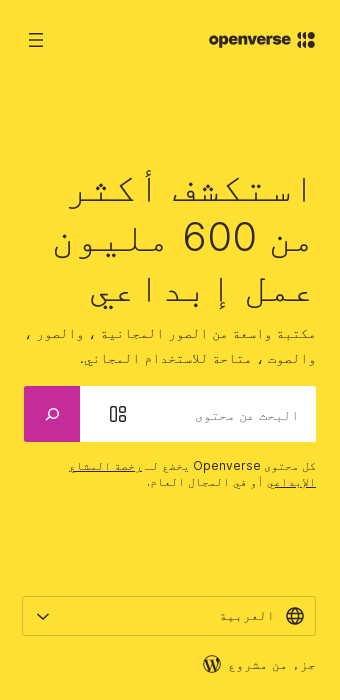 openverse
استكشف أكثر
من 600 مليون
عمل إبداعي
مكتبة واسعة من الصور المجانية ، والصور ،
والصوت ، متاحة للاستخدام المجاني.
البحث عن محتوى
كل محتوى Openverse يخضع لـ رخصة المشاع
الإبداعي أو في المجال العام.
العربية
جزء من مشروع